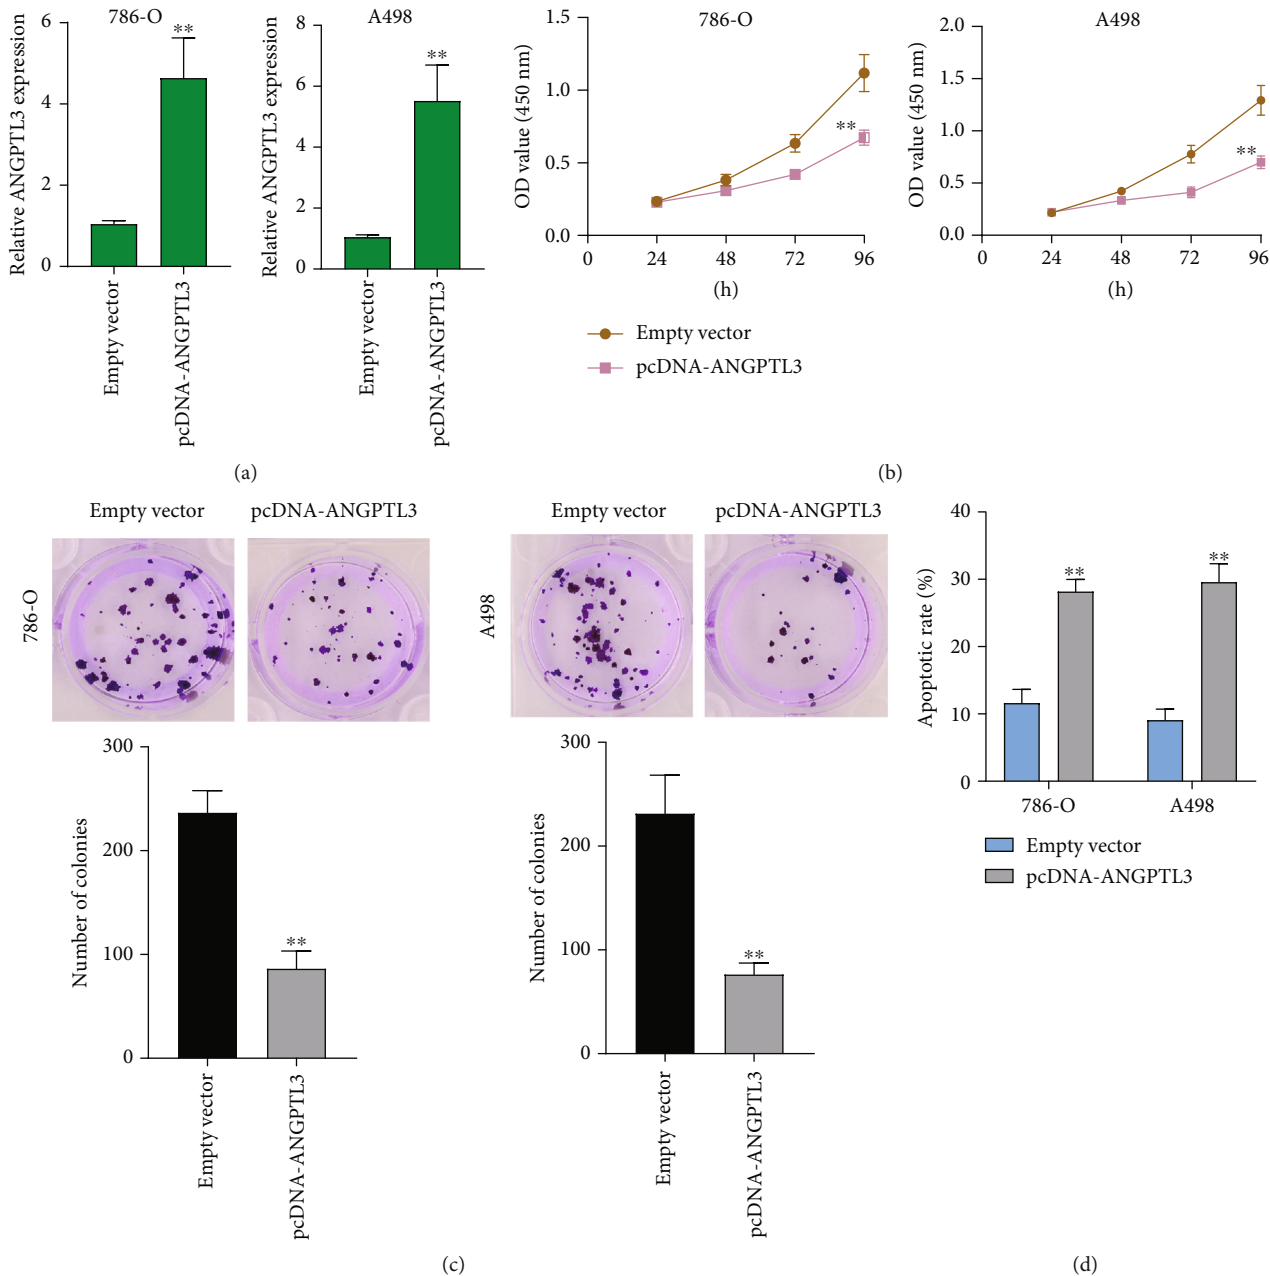 786-O
Relative ANGPTL3 expression
6
4
2
0
**
Empty vector
pcDNA-ANGPTL3
A498
Relative ANGPTL3 expression
8
6
4
2
0
**
Empty vector
pcDNA-ANGPTL3
(a)
786-O
OD value (450 nm)
1.5
1.0
0.5
0.0
**
0 24 48 72 96
(h)
A498
OD value (450 nm)
2.0
1.5
1.0
0.5
0.0
**
0 24 48 72 96
(h)
Empty vector
pcDNA-ANGPTL3
(b)
Empty vector pcDNA-ANGPTL3
786-O
Number of colonies
300
200
100
0
**
Empty vector
pcDNA-ANGPTL3
Empty vector pcDNA-ANGPTL3
A498
Number of colonies
300
200
100
0
**
Empty vector
pcDNA-ANGPTL3
(c)
Apoptotic rate (%)
40
30
20
10
0
**
**
786-O A498
Empty vector
pcDNA-ANGPTL3
(d)